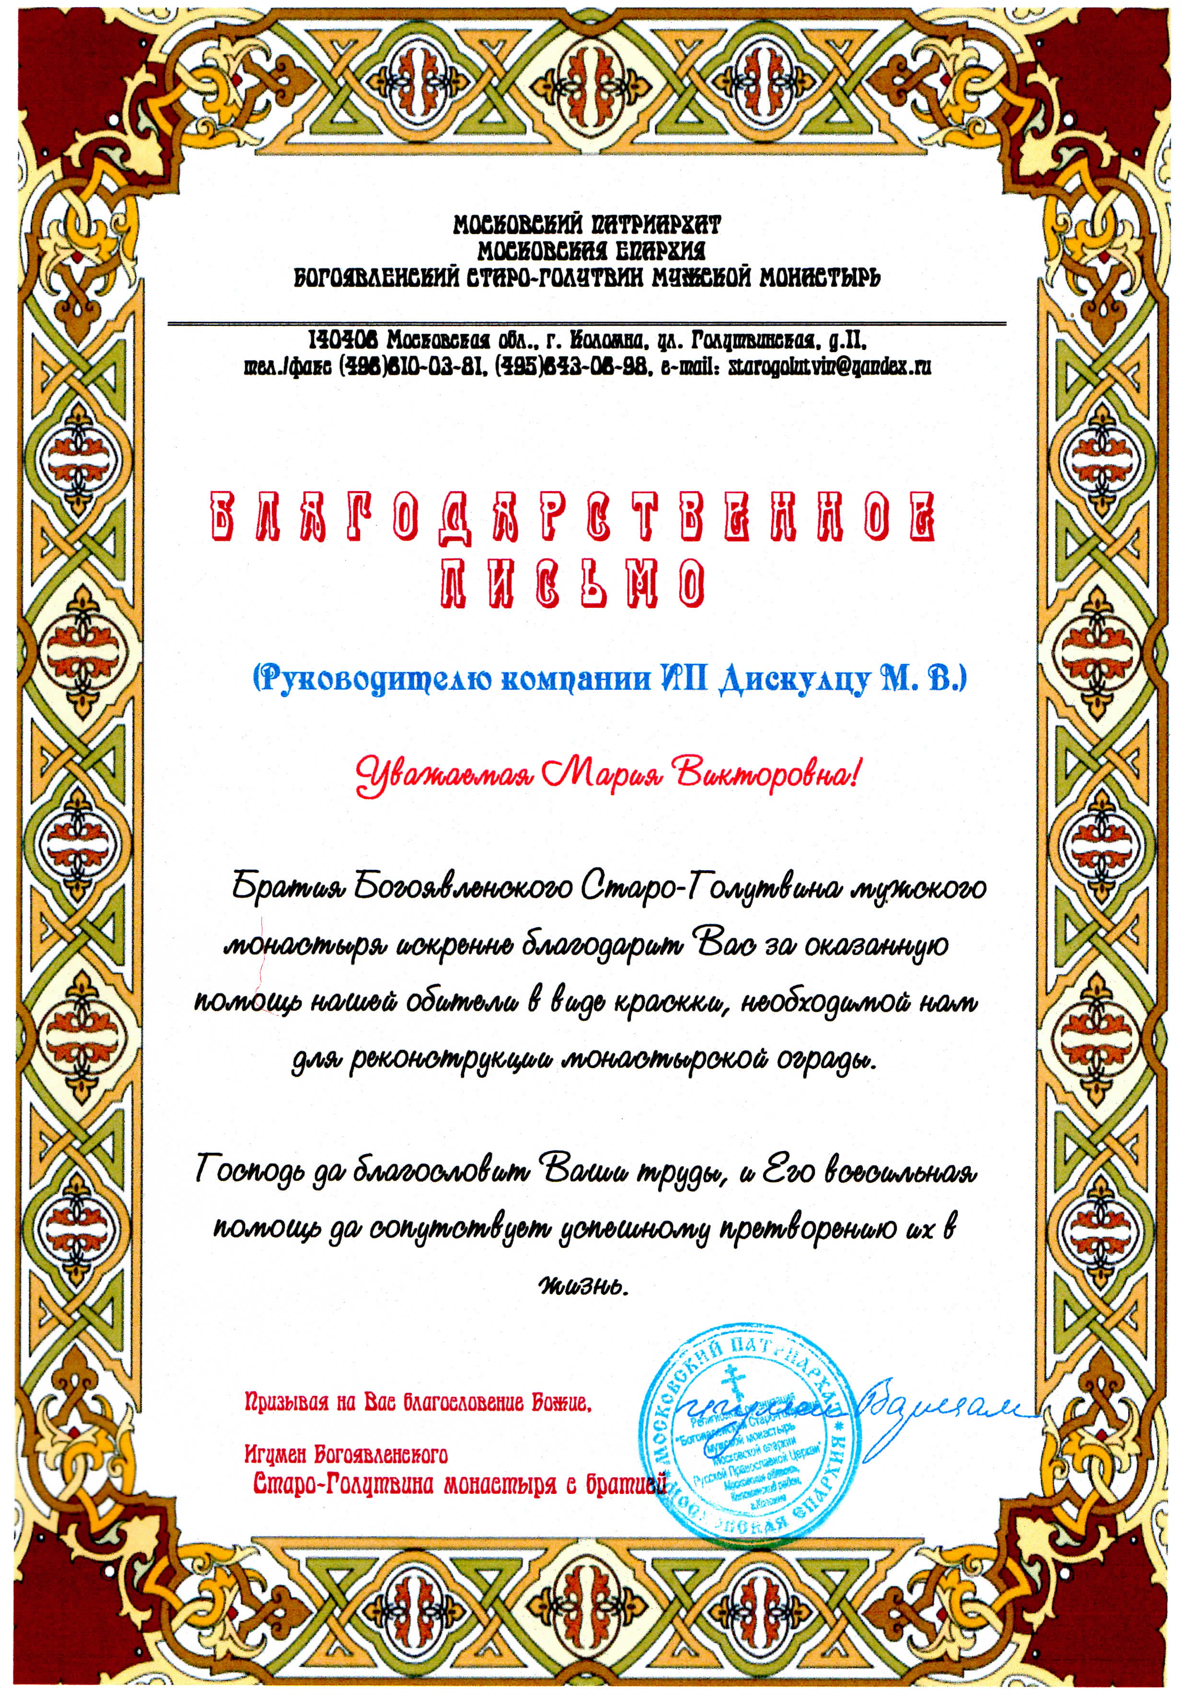 МОСКОВСКИЙ ПАТРИАРХАТ
МОСКОВСКАЯ ЕПАРХИЯ
БОГОЯВЛЕНСКИЙ СТАРО-ГОЛУТВИН МУЖСКОЙ МОНАСТЫРЬ
140406 Московская обл., г. Коломна, ул. Голутвинская, д.11,
тел./факс (496)610-03-81, (495)643-06-98, e-mail: starogolutvin@yandex.ru
БЛАГОДАРСТВЕННОЕ
ПИСЬМО
(Руководителю компании ИП Дискулцу М. В.)
Уважаемая Мария Викторовна!
Братия Богоявленского Старо-Голутвина мужского
монастыря искренне благодарит Вас за оказанную
помощь нашей обители в виде краскки, необходимой нам
для реконструкции монастырской ограды.
Господь да благословит Ваши труды, и Его всесильная
помощь да сопутствует успешному претворению их в
жизнь.
Призывая на Вас благословение Божие,
Игумен Богоявленского
Старо-Голутвина монастыря с братией
МОСКОВСКИЙ ПАТРИАРХАТ
МОСКОВСКАЯ ЕПАРХИЯ
Религиозная организация
"Богоявленский Старо-Голутвин
мужской монастырь
Московской епархии
Русской Православной Церкви"
Московская область,
Коломенский район,
г.Коломна
игумен Варлаам